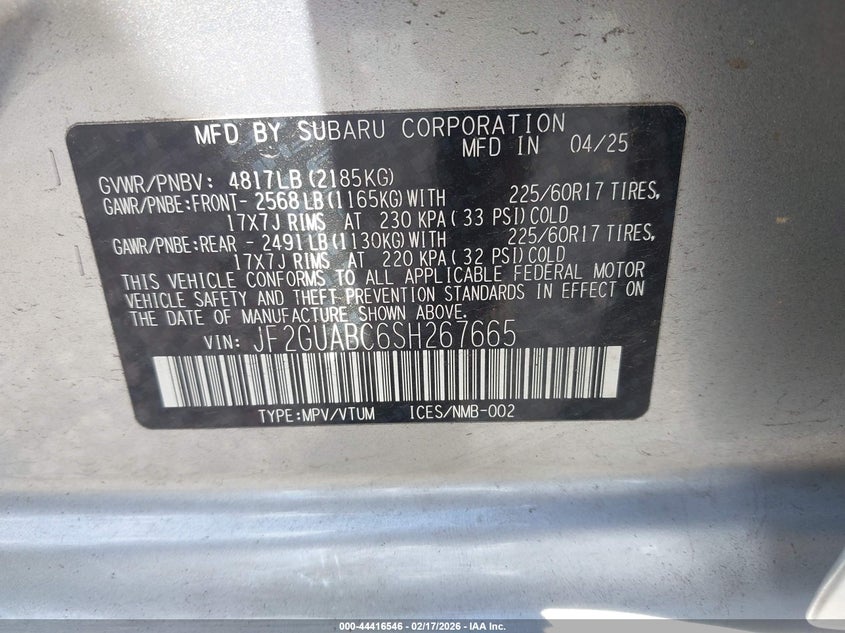 MFD BY SUBARU CORPORATION
MFD IN 04/25
GVWR/PNBV: 4817LB(2185KG)
GAWR/PNBE:FRONT- 2568LB(1165KG)WITH 225/60R17 TIRES,
17X7J RIMS AT 230 KPA( 33 PSI)COLD
GAWR/PNBE:REAR - 2491LB(1130KG)WITH 225/60R17 TIRES,
17X7J RIMS AT 220 KPA( 32 PSI)COLD
THIS VEHICLE CONFORMS TO ALL APPLICABLE FEDERAL MOTOR
VEHICLE SAFETY AND THEFT PREVENTION STANDARDS IN EFFECT ON
THE DATE OF MANUFACTURE SHOWN ABOVE.
VIN: JF2GUABC6SH267665
TYPE:MPV/VTUM ICES/NMB-002
000-44416546 - 02/17/2026 - IAA Inc.